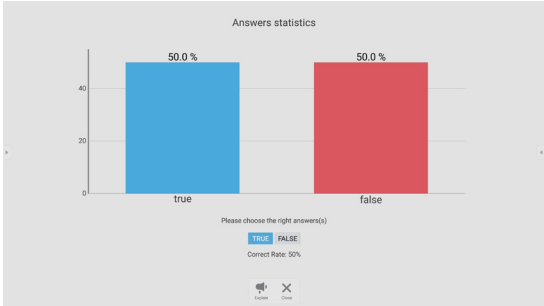 Answers statistics
50.0 % 50.0 %
40
20
0
true false
Please choose the right answers(s)
TRUE FALSE
Correct Rate: 50%
Explain Close